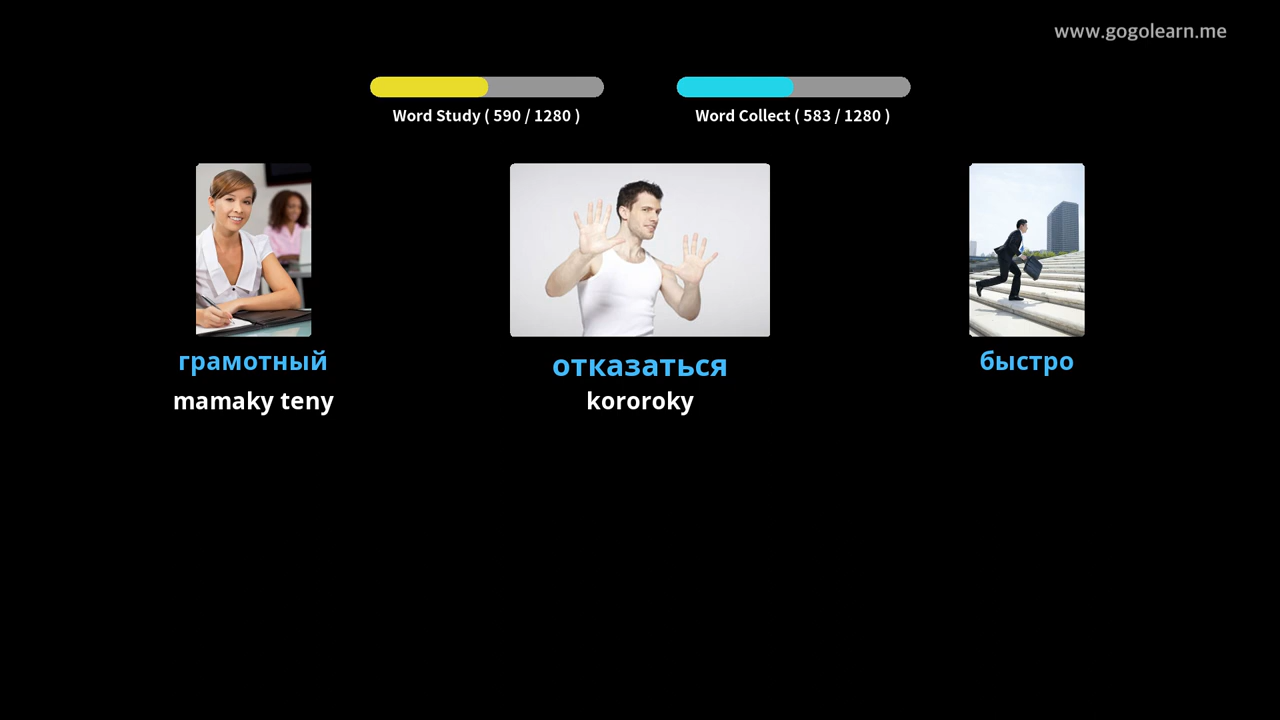 www.gogolearn.me
Word Study ( 590 / 1280 )
Word Collect ( 583 / 1280 )
грамотный
mamaky teny
отказаться
kororoky
быстро